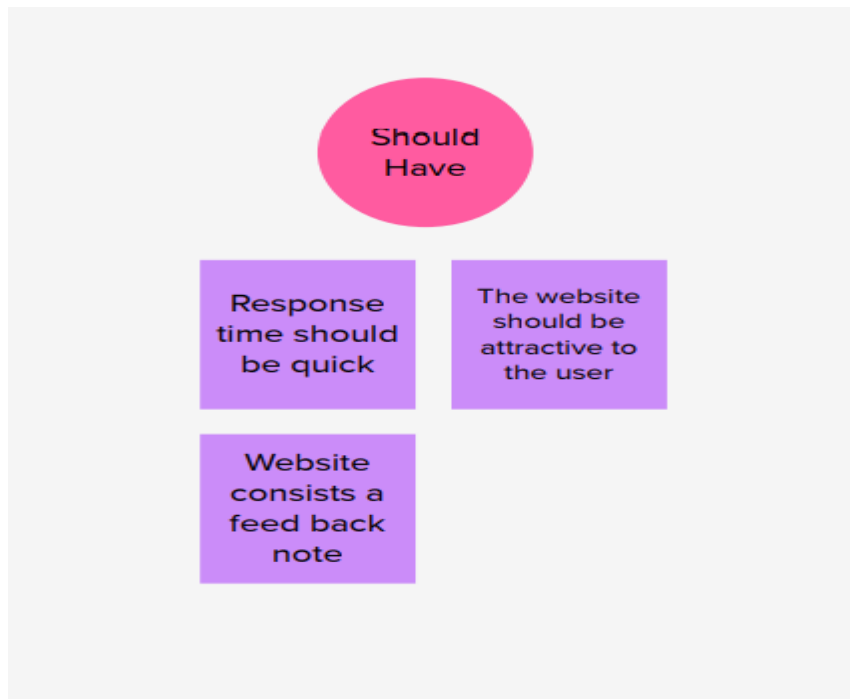 Should
Have
Response
time should
be quick
The website
should be
attractive to
the user
Website
consists a
feed back
note